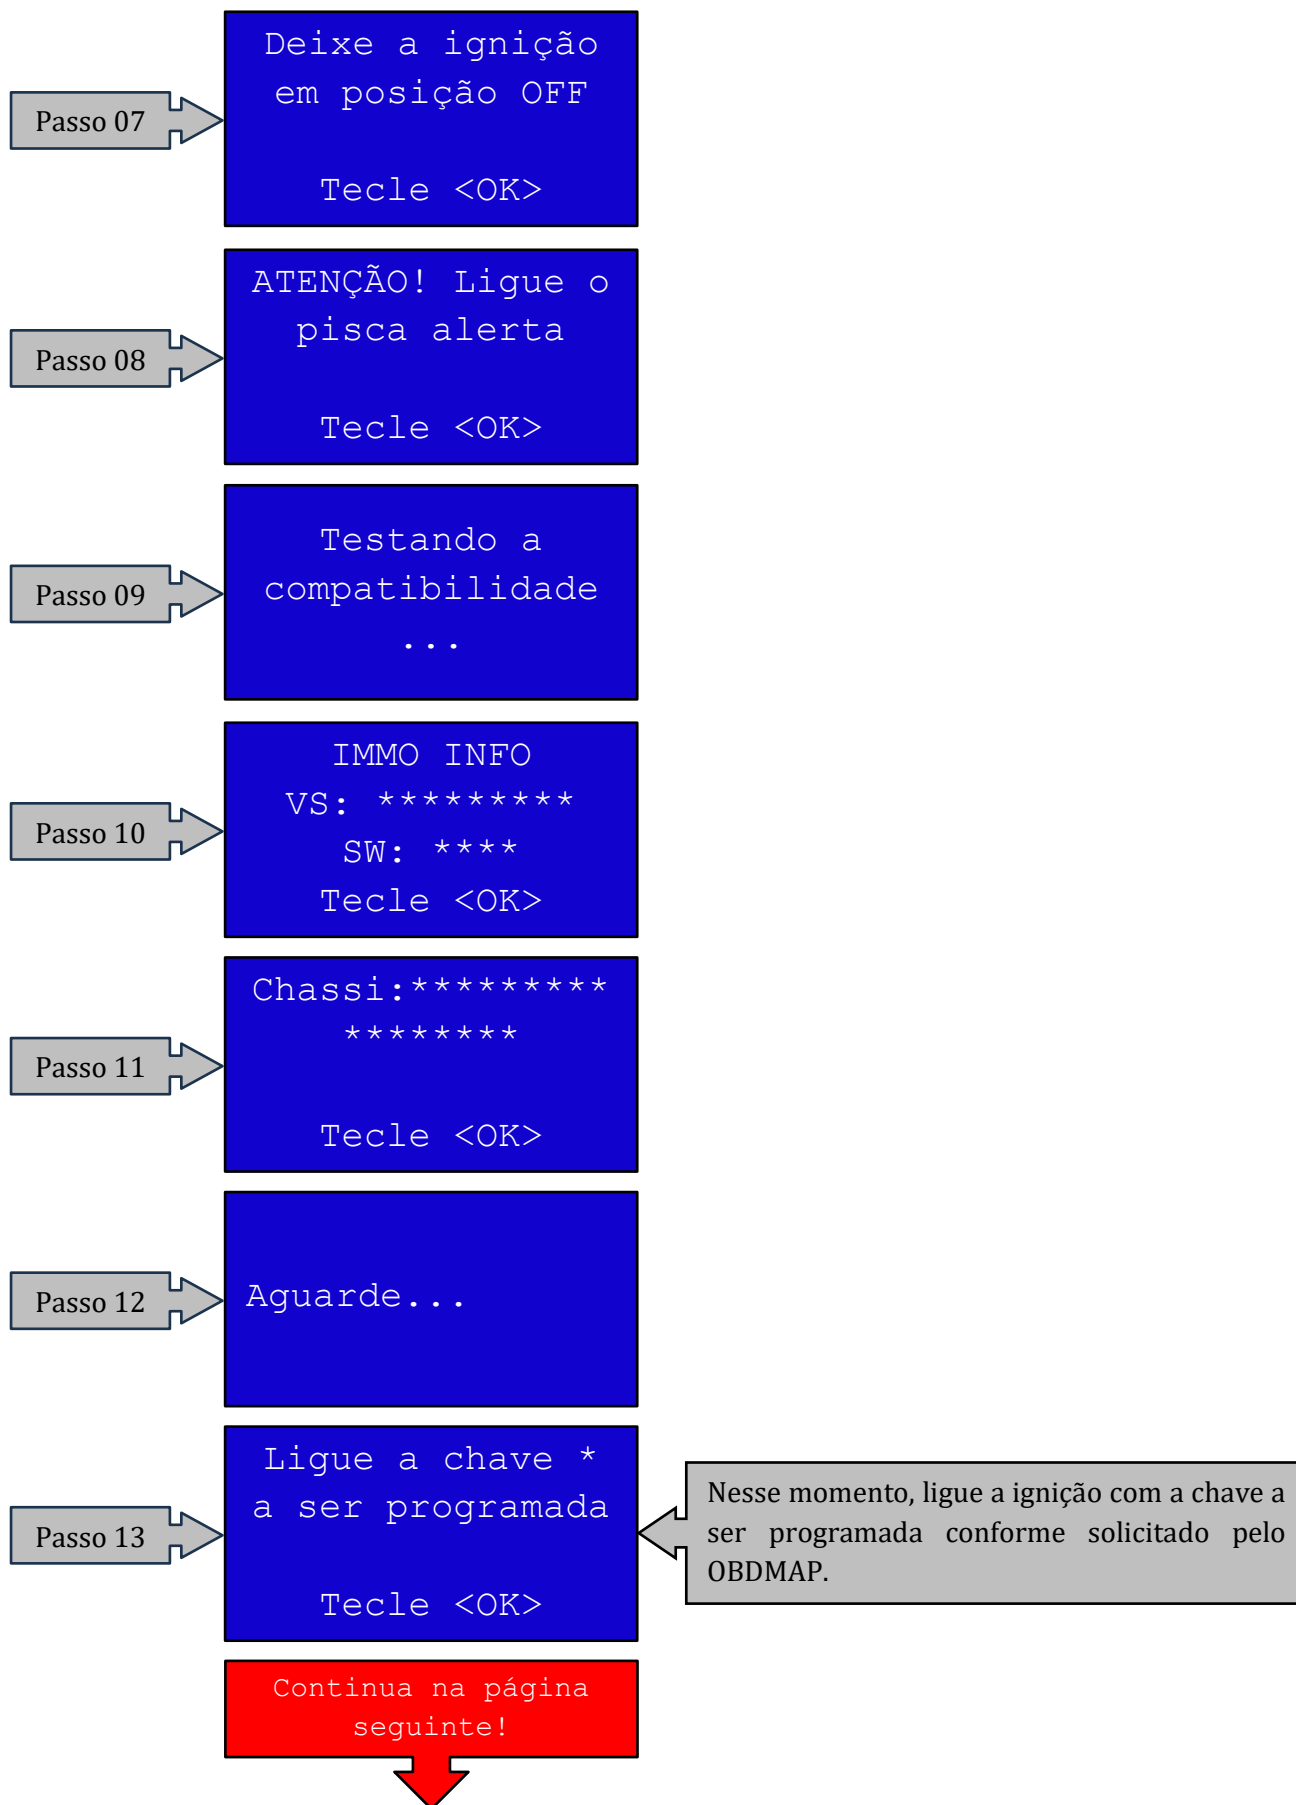 Passo 07
Deixe a ignição
em posição OFF
Tecle <OK>
Passo 08
ATENÇÃO! Ligue o
pisca alerta
Tecle <OK>
Passo 09
Testando a
compatibilidade
...
Passo 10
IMMO INFO
VS: *********
SW: ****
Tecle <OK>
Passo 11
Chassi:*********
********
Tecle <OK>
Passo 12
Aguarde...
Passo 13
Ligue a chave *
a ser programada
Tecle <OK>
Nesse momento, ligue a ignição com a chave a
ser programada conforme solicitado pelo
OBDMAP.
Continua na página
seguinte!